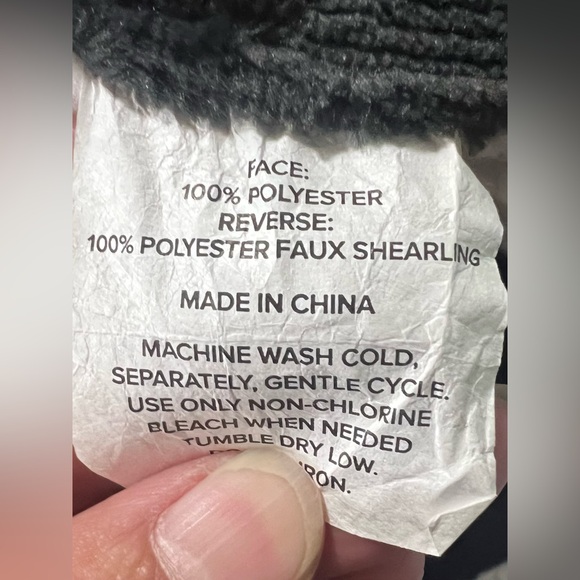 FACE:
100% POLYESTER
REVERSE:
100% POLYESTER FAUX SHEARLING
MADE IN CHINA
MACHINE WASH COLD,
SEPARATELY, GENTLE CYCLE.
USE ONLY NON-CHLORINE
BLEACH WHEN NEEDED
TUMBLE DRY LOW.
IRON.